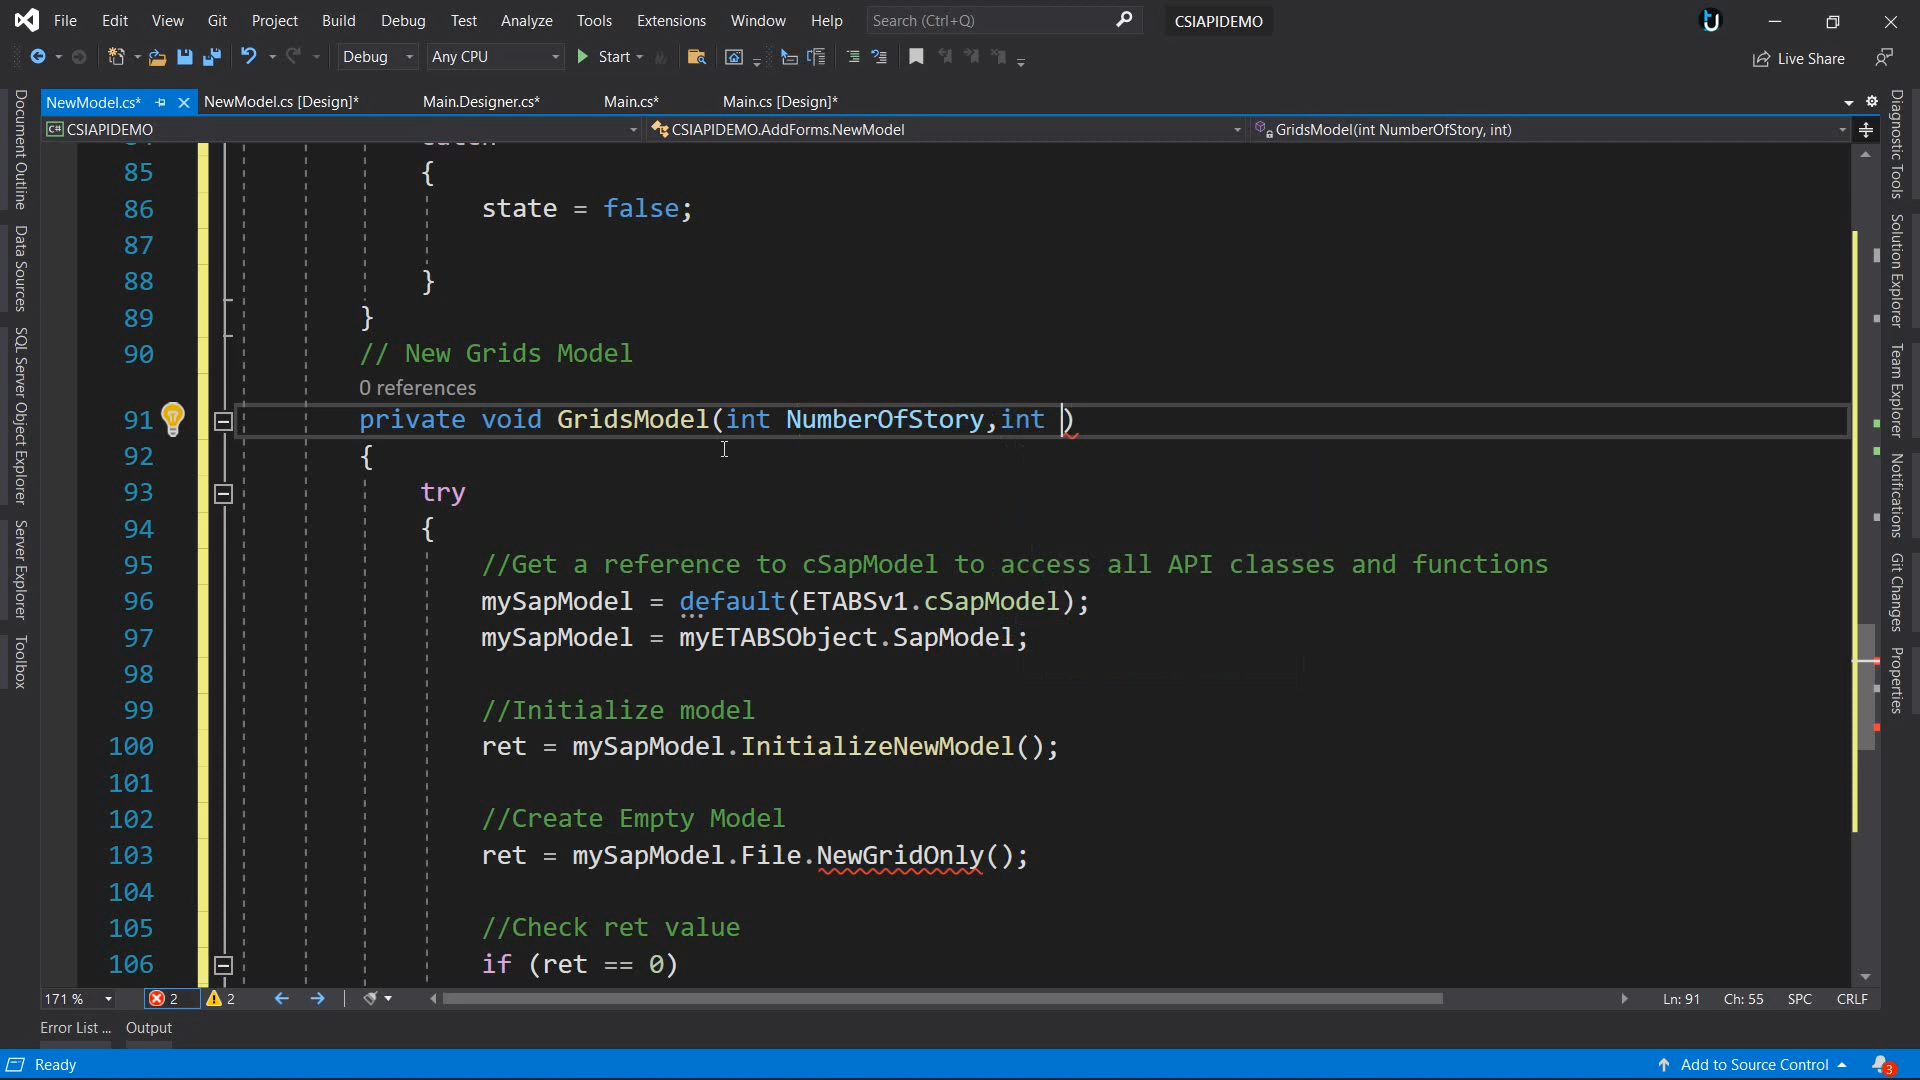 File Edit View Git Project Build Debug Test Analyze Tools Extensions Window Help Search (Ctrl+Q) CSIAPIDEMO
Debug Any CPU Start Live Share
NewModel.cs* NewModel.cs [Design]* Main.Designer.cs* Main.cs* Main.cs [Design]*
C# CSIAPIDEMO CSIAPIDEMO.AddForms.NewModel GridsModel(int NumberOfStory, int)
85 {
86 state = false;
87
88 }
89 }
90 // New Grids Model
0 references
91 private void GridsModel(int NumberOfStory,int )
92 {
93 try
94 {
95 //Get a reference to cSapModel to access all API classes and functions
96 mySapModel = default(ETABSv1.cSapModel);
97 mySapModel = myETABSObject.SapModel;
98
99 //Initialize model
100 ret = mySapModel.InitializeNewModel();
101
102 //Create Empty Model
103 ret = mySapModel.File.NewGridOnly();
104
105 //Check ret value
106 if (ret == 0)
Document Outline
Data Sources
SQL Server Object Explorer
Server Explorer
Toolbox
Diagnostic Tools
Solution Explorer
Team Explorer
Notifications
Git Changes
Properties
171 % 2 2 Ln: 91 Ch: 55 SPC CRLF
Error List ... Output
Ready Add to Source Control 3